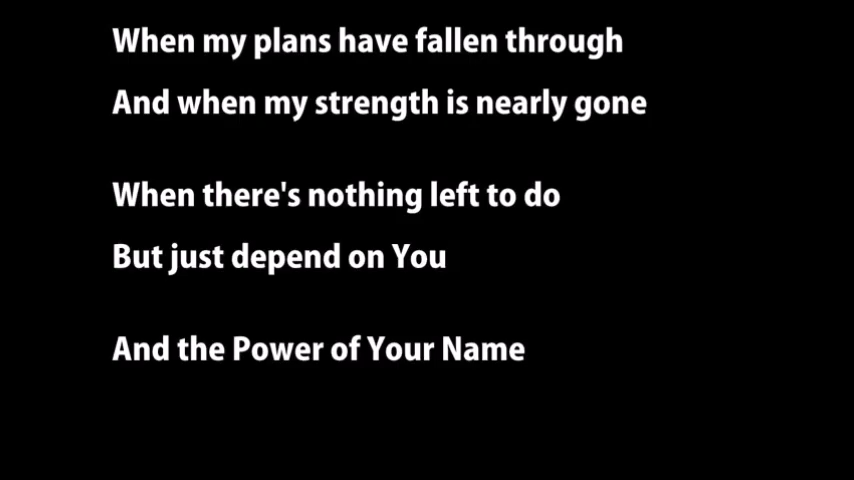 When my plans have fallen through
And when my strength is nearly gone
When there's nothing left to do
But just depend on You
And the Power of Your Name